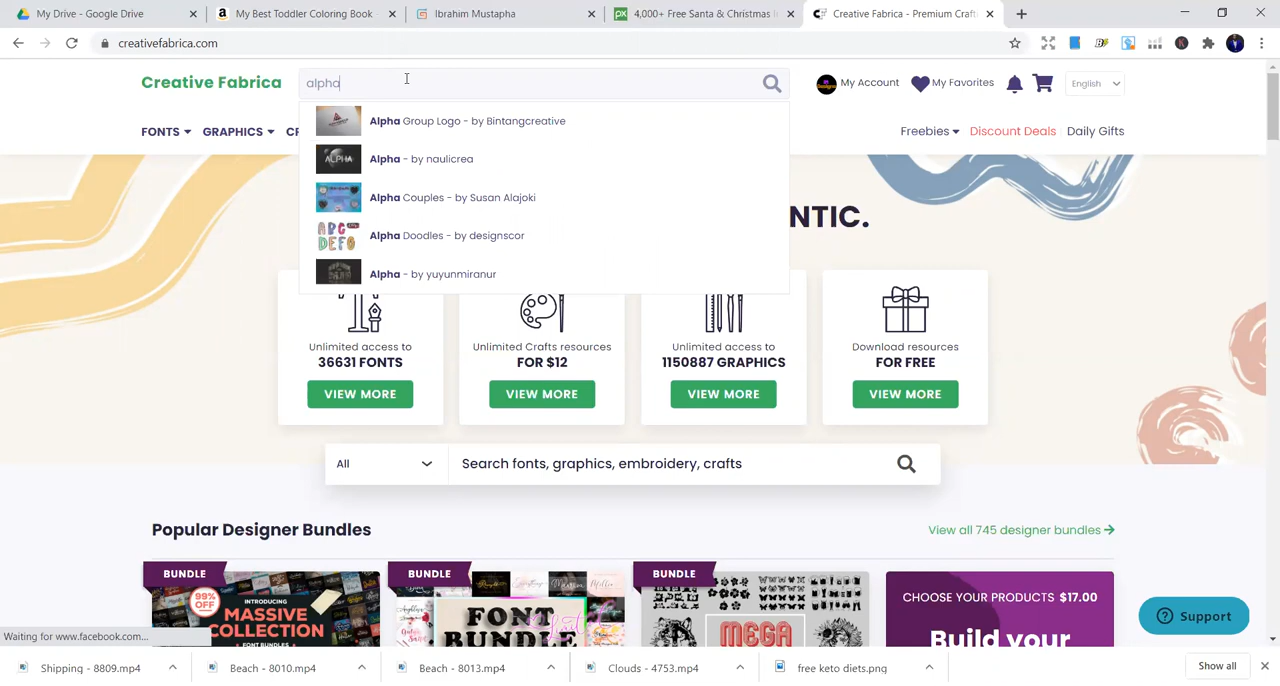 My Drive - Google Drive
My Best Toddler Coloring Book
Ibrahim Mustapha
4,000+ Free Santa & Christmas I
Creative Fabrica - Premium Craft
creativefabrica.com
Creative Fabrica
alpha
My Account
My Favorites
English
FONTS
GRAPHICS
CR
Freebies
Discount Deals
Daily Gifts
Alpha Group Logo - by Bintangcreative
Alpha - by naulicrea
Alpha Couples - by Susan Alajoki
Alpha Doodles - by designscor
Alpha - by yuyunmiranur
NTIC.
Unlimited access to
36631 FONTS
VIEW MORE
Unlimited Crafts resources
FOR $12
VIEW MORE
Unlimited access to
1150887 GRAPHICS
VIEW MORE
Download resources
FOR FREE
VIEW MORE
All
Search fonts, graphics, embroidery, crafts
Popular Designer Bundles
View all 745 designer bundles
BUNDLE
99% OFF
INTRODUCING
MASSIVE
COLLECTION
BUNDLE
FONT
BUNDLE
BUNDLE
MEGA
CHOOSE YOUR PRODUCTS $17.00
Build your
Support
Waiting for www.facebook.com...
Shipping - 8809.mp4
Beach - 8010.mp4
Beach - 8013.mp4
Clouds - 4753.mp4
free keto diets.png
Show all